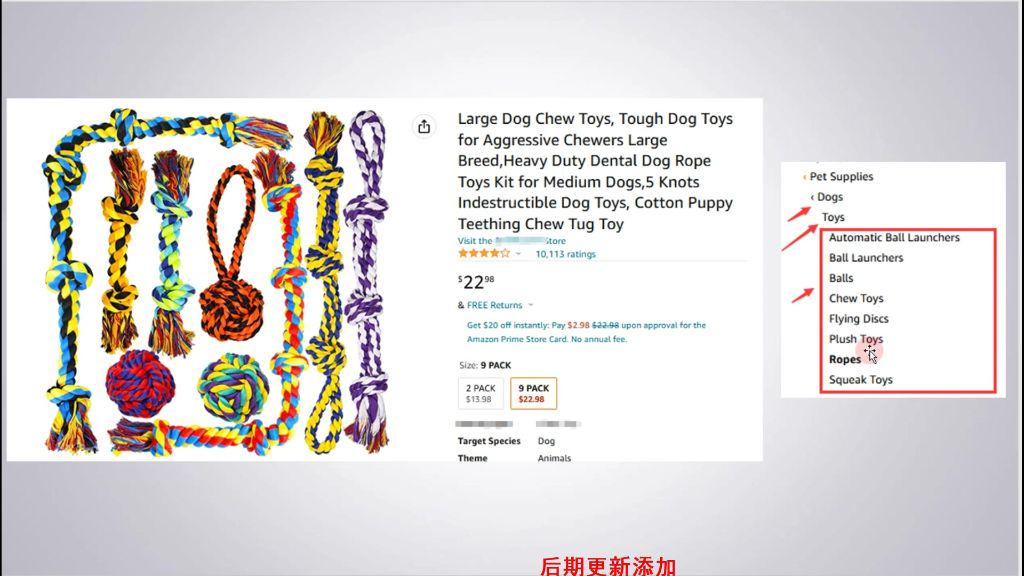 Large Dog Chew Toys, Tough Dog Toys
for Aggressive Chewers Large
Breed,Heavy Duty Dental Dog Rope
Toys Kit for Medium Dogs,5 Knots
Indestructible Dog Toys, Cotton Puppy
Teething Chew Tug Toy
Visit the
10,113 ratings
$22 98
& FREE Returns
Get $20 off instantly: Pay $2.98 $22.98 upon approval for the
Amazon Prime Store Card. No annual fee.
Size: 9 PACK
2 PACK
$13.98
9 PACK
$22.98
Target Species Dog
Theme Animals
‹ Pet Supplies
‹ Dogs
Toys
Automatic Ball Launchers
Ball Launchers
Balls
Chew Toys
Flying Discs
Plush Toys
Ropes
Squeak Toys
后期更新添加